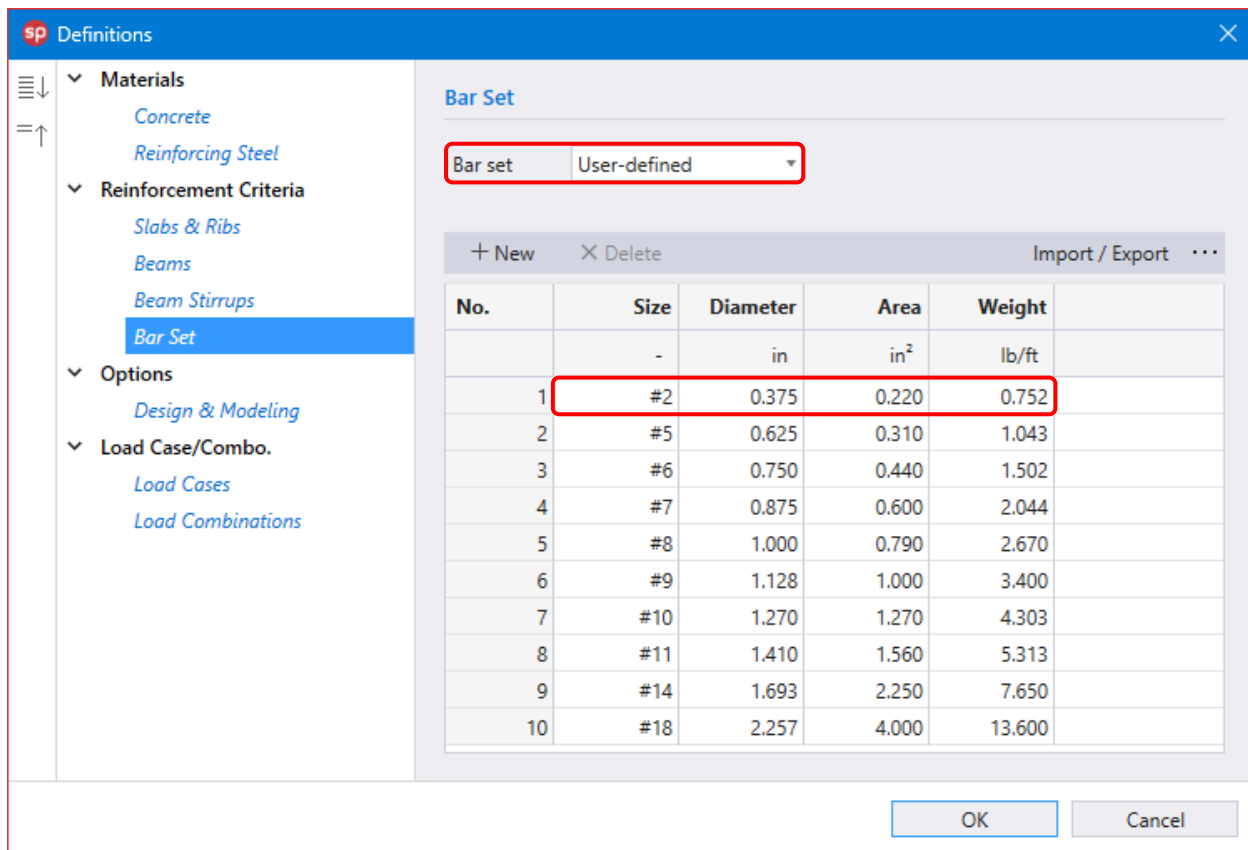 sp Definitions
Materials
Concrete
Reinforcing Steel
Reinforcement Criteria
Slabs & Ribs
Beams
Beam Stirrups
Bar Set
Options
Design & Modeling
Load Case/Combo.
Load Cases
Load Combinations
Bar Set
Bar set User-defined
+ New × Delete Import / Export ···
No. Size Diameter Area Weight
- in in² lb/ft
1 #2 0.375 0.220 0.752
2 #5 0.625 0.310 1.043
3 #6 0.750 0.440 1.502
4 #7 0.875 0.600 2.044
5 #8 1.000 0.790 2.670
6 #9 1.128 1.000 3.400
7 #10 1.270 1.270 4.303
8 #11 1.410 1.560 5.313
9 #14 1.693 2.250 7.650
10 #18 2.257 4.000 13.600
OK Cancel